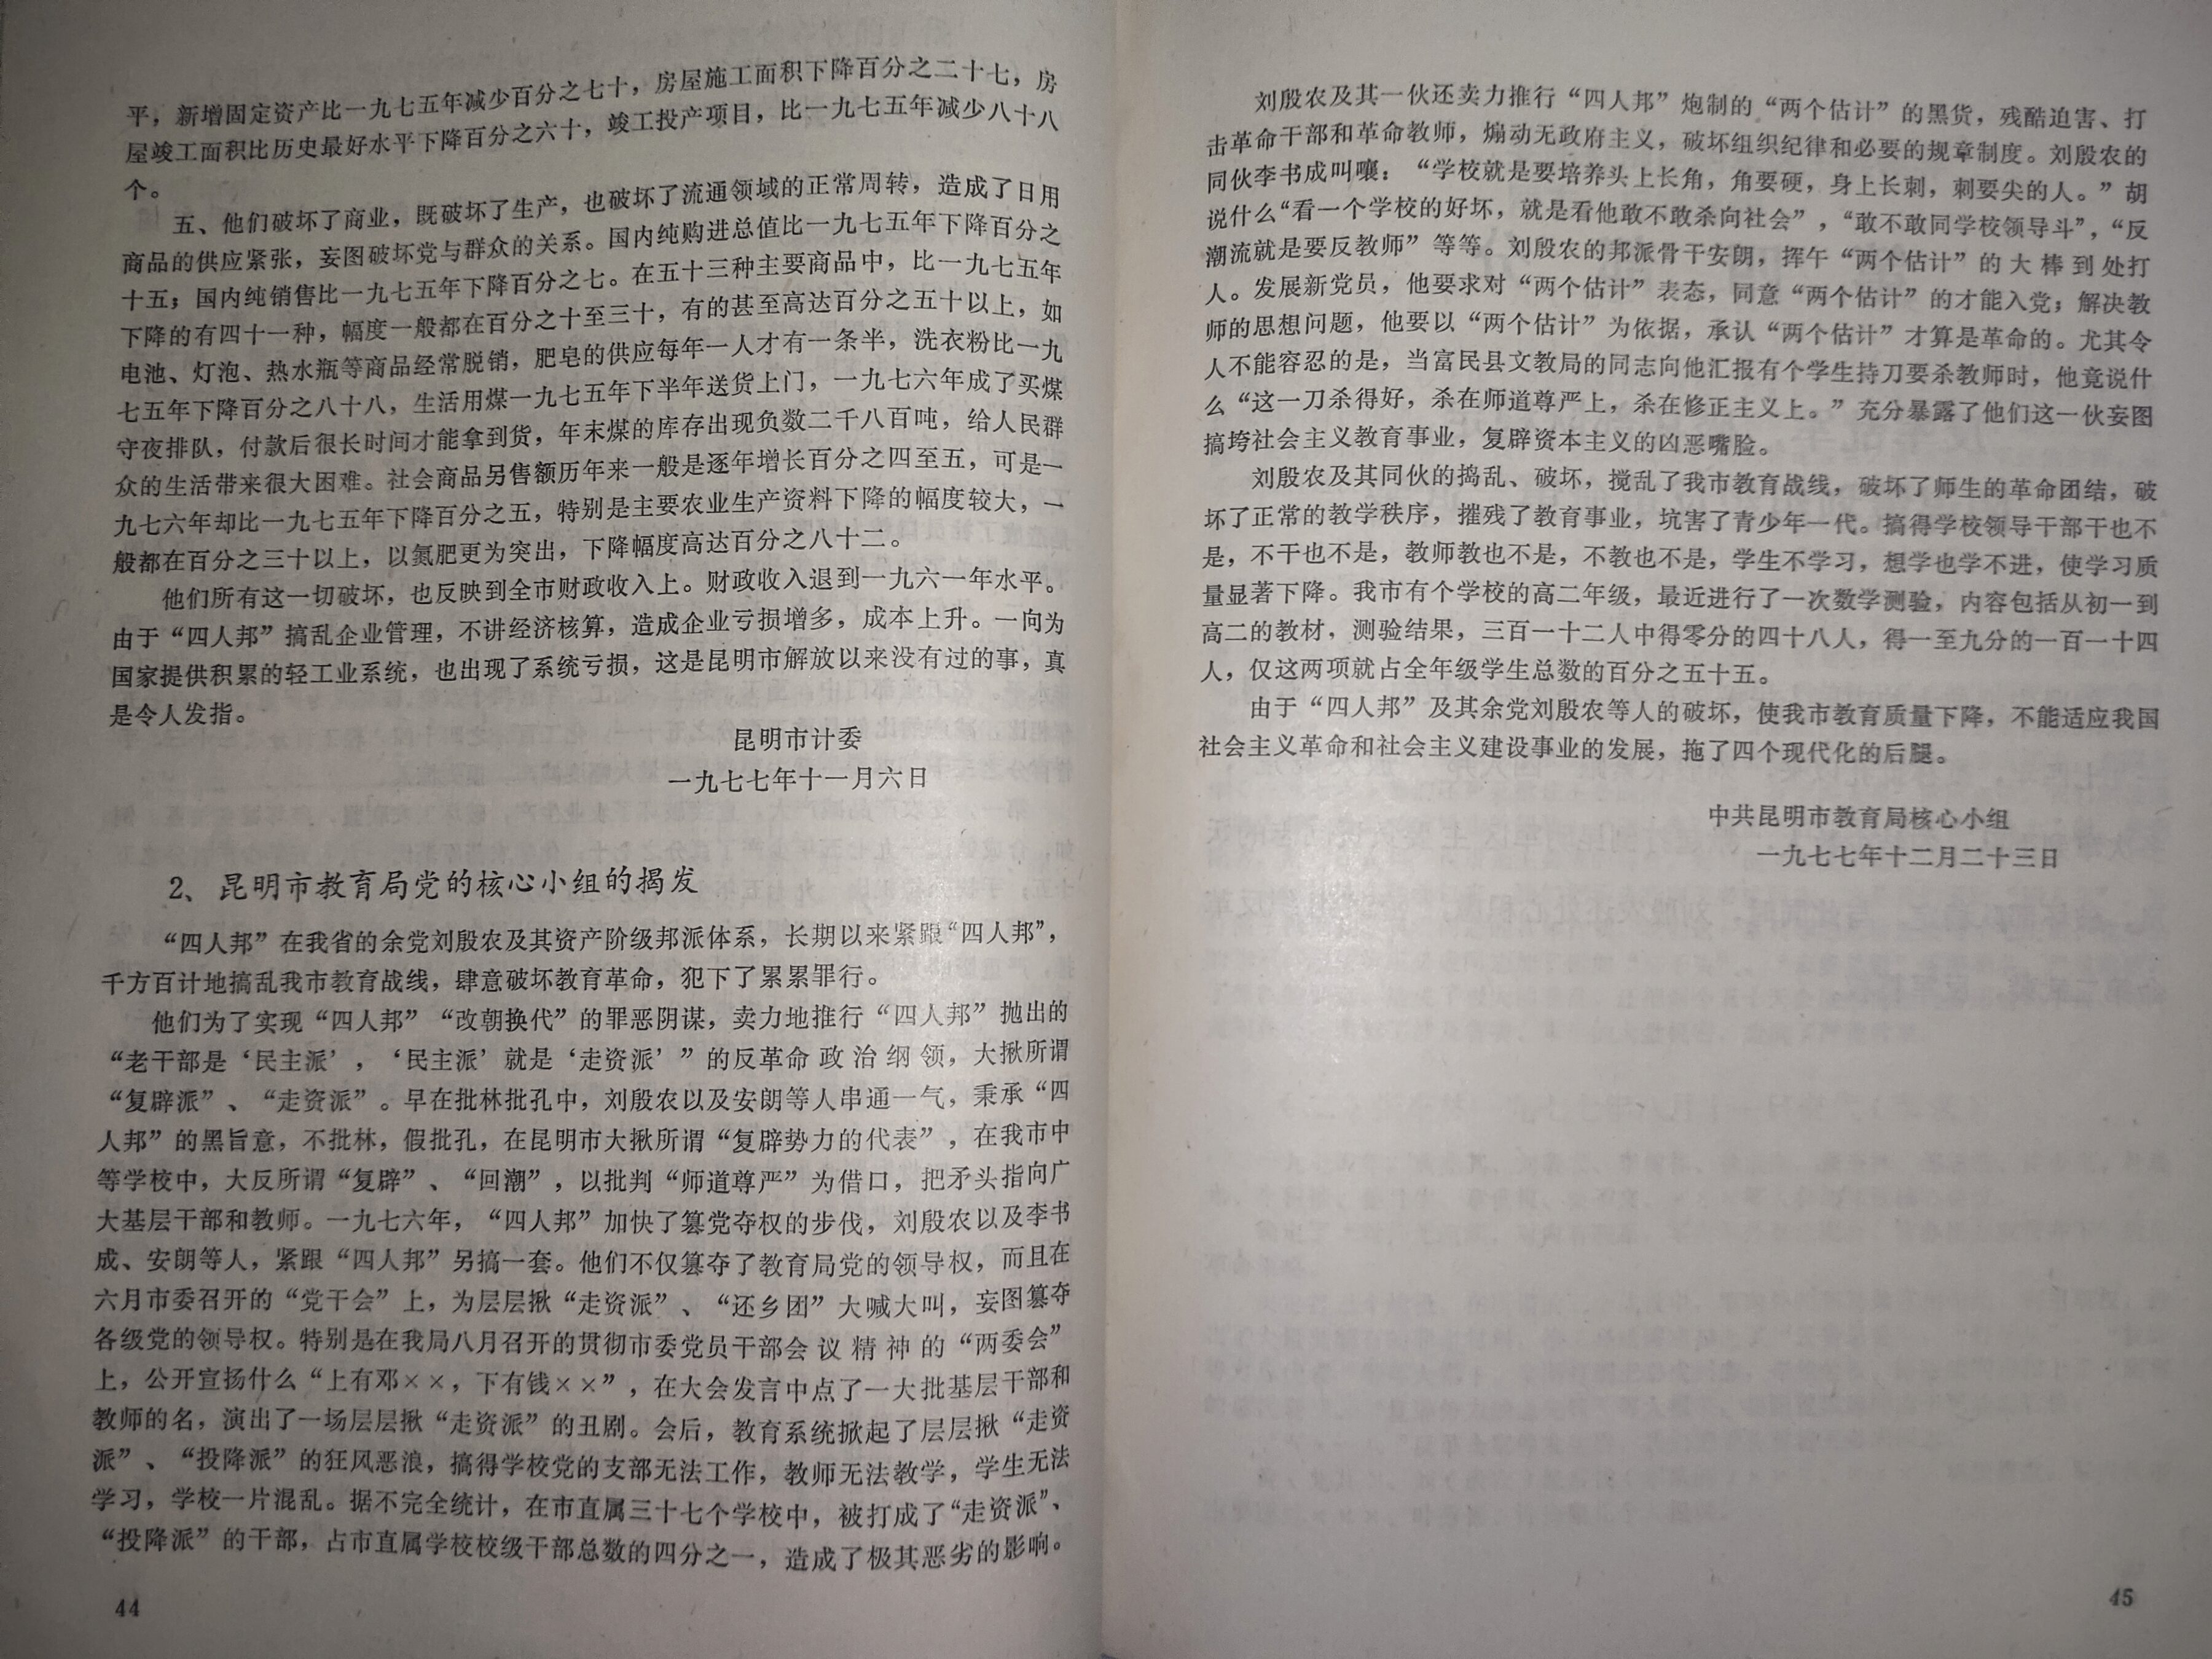 平，新增固定资产比一九七五年减少百分之七十，房屋施工面积下降百分之二十七，房
屋竣工面积比历史最好水平下降百分之六十，竣工投产项目，比一九七五年减少八十八
个。
五、他们破坏了商业，既破坏了生产，也破坏了流通领域的正常周转，造成了日用
商品的供应紧张，妄图破坏党与群众的关系。国内纯购进总值比一九七五年下降百分之
十五；国内纯销售比一九七五年下降百分之七。在五十三种主要商品中，比一九七五年
下降的有四十一种，幅度一般都在百分之十至三十，有的甚至高达百分之五十以上，如
电池、灯泡、热水瓶等商品经常脱销，肥皂的供应每年一人才有一条半，洗衣粉比一九
七五年下降百分之八十八，生活用煤一九七五年下半年送货上门，一九七六年成了买煤
守夜排队，付款后很长时间才能拿到货，年末煤的库存出现负数二千八百吨，给人民群
众的生活带来很大困难。社会商品另售额历年来一般是逐年增长百分之四至五，可是一
九七六年却比一九七五年下降百分之五，特别是主要农业生产资料下降的幅度较大，一
般都在百分之三十以上，以氮肥更为突出，下降幅度高达百分之八十二。
他们所有这一切破坏，也反映到全市财政收入上。财政收入退到一九六一年水平。
由于“四人邦”搞乱企业管理，不讲经济核算，造成企业亏损增多，成本上升。一向为
国家提供积累的轻工业系统，也出现了系统亏损，这是昆明市解放以来没有过的事，真
是令人发指。
昆明市计委
一九七七年十一月六日
2、昆明市教育局党的核心小组的揭发
“四人邦”在我省的余党刘殷农及其资产阶级邦派体系，长期以来紧跟“四人邦”，
千方百计地搞乱我市教育战线，肆意破坏教育革命，犯下了累累罪行。
他们为了实现“四人邦”“改朝换代”的罪恶阴谋，卖力地推行“四人邦”抛出的
“老干部是‘民主派’，‘民主派’就是‘走资派’”的反革命政治纲领，大揪所谓
“复辟派”、“走资派”。早在批林批孔中，刘殷农以及安朗等人串通一气，秉承“四
人邦”的黑旨意，不批林，假批孔，在昆明市大揪所谓“复辟势力的代表”，在我市中
等学校中，大反所谓“复辟”、“回潮”，以批判“师道尊严”为借口，把矛头指向广
大基层干部和教师。一九七六年，“四人邦”加快了篡党夺权的步伐，刘殷农以及李书
成、安朗等人，紧跟“四人邦”另搞一套。他们不仅篡夺了教育局党的领导权，而且在
六月市委召开的“党干会”上，为层层揪“走资派”、“还乡团”大喊大叫，妄图篡夺
各级党的领导权。特别是在我局八月召开的贯彻市委党员干部会议精神的“两委会”
上，公开宣扬什么“上有邓××，下有钱××”，在大会发言中点了一大批基层干部和
教师的名，演出了一场层层揪“走资派”的丑剧。会后，教育系统掀起了层层揪“走资
派”、“投降派”的狂风恶浪，搞得学校党的支部无法工作，教师无法教学，学生无法
学习，学校一片混乱。据不完全统计，在市直属三十七个学校中，被打成了“走资派”、
“投降派”的干部，占市直属学校校级干部总数的四分之一，造成了极其恶劣的影响。
44
刘殷农及其一伙还卖力推行“四人邦”炮制的“两个估计”的黑货，残酷迫害、打
击革命干部和革命教师，煽动无政府主义，破坏组织纪律和必要的规章制度。刘殷农的
同伙李书成叫嚷：“学校就是要培养头上长角，角要硬，身上长刺，刺要尖的人。”胡
说什么“看一个学校的好坏，就是看他敢不敢杀向社会”，“敢不敢同学校领导斗”，“反
潮流就是要反教师”等等。刘殷农的邦派骨干安朗，挥午“两个估计”的大棒到处打
人。发展新党员，他要求对“两个估计”表态，同意“两个估计”的才能入党；解决教
师的思想问题，他要以“两个估计”为依据，承认“两个估计”才算是革命的。尤其令
人不能容忍的是，当富民县文教局的同志向他汇报有个学生持刀要杀教师时，他竟说什
么“这一刀杀得好，杀在师道尊严上，杀在修正主义上。”充分暴露了他们这一伙妄图
搞垮社会主义教育事业，复辟资本主义的凶恶嘴脸。
刘殷农及其同伙的捣乱、破坏，搅乱了我市教育战线，破坏了师生的革命团结，破
坏了正常的教学秩序，摧残了教育事业，坑害了青少年一代。搞得学校领导干部干也不
是，不干也不是，教师教也不是，不教也不是，学生不学习，想学也学不进，使学习质
量显著下降。我市有个学校的高二年级，最近进行了一次数学测验，内容包括从初一到
高二的教材，测验结果，三百一十二人中得零分的四十八人，得一至九分的一百一十四
人，仅这两项就占全年级学生总数的百分之五十五。
由于“四人邦”及其余党刘殷农等人的破坏，使我市教育质量下降，不能适应我国
社会主义革命和社会主义建设事业的发展，拖了四个现代化的后腿。
中共昆明市教育局核心小组
一九七七年十二月二十三日
45